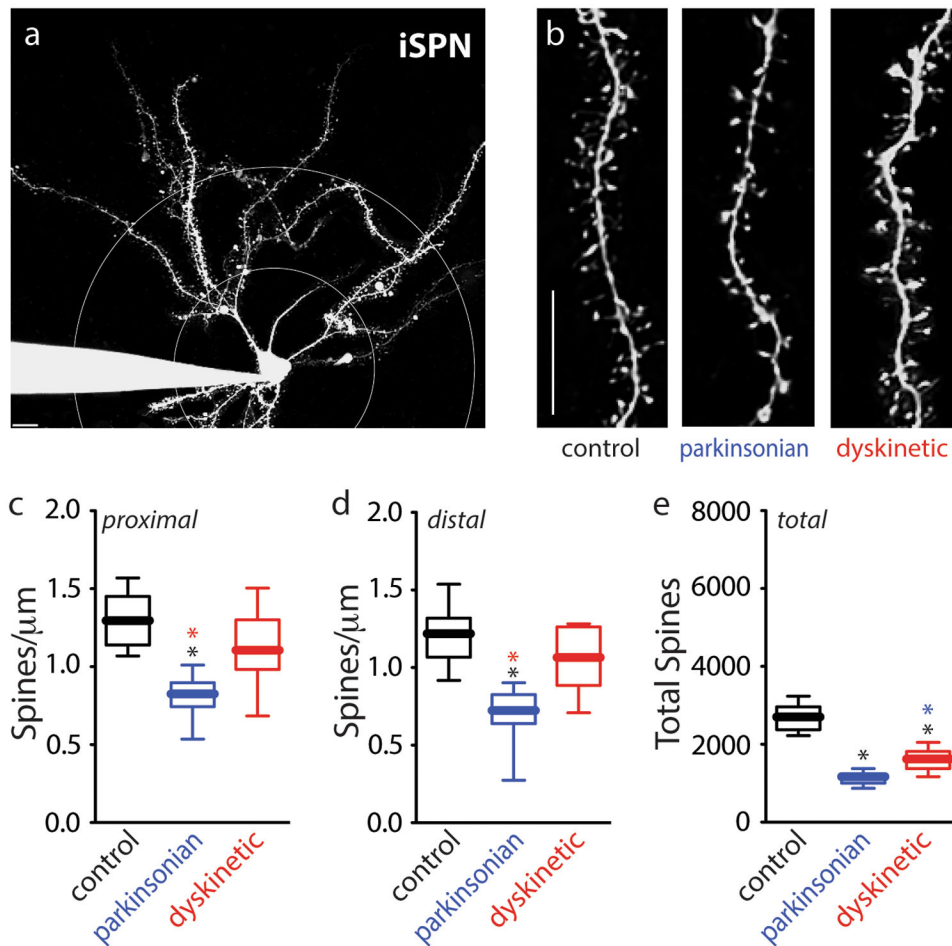 a
iSPN
b
control
parkinsonian
dyskinetic
c
proximal
Spines/μm
2.0
1.5
1.0
0.5
0.0
control
parkinsonian
dyskinetic
*
*
d
distal
Spines/μm
2.0
1.5
1.0
0.5
0.0
control
parkinsonian
dyskinetic
*
*
e
total
Total Spines
8000
6000
4000
2000
0
control
parkinsonian
dyskinetic
*
*
*